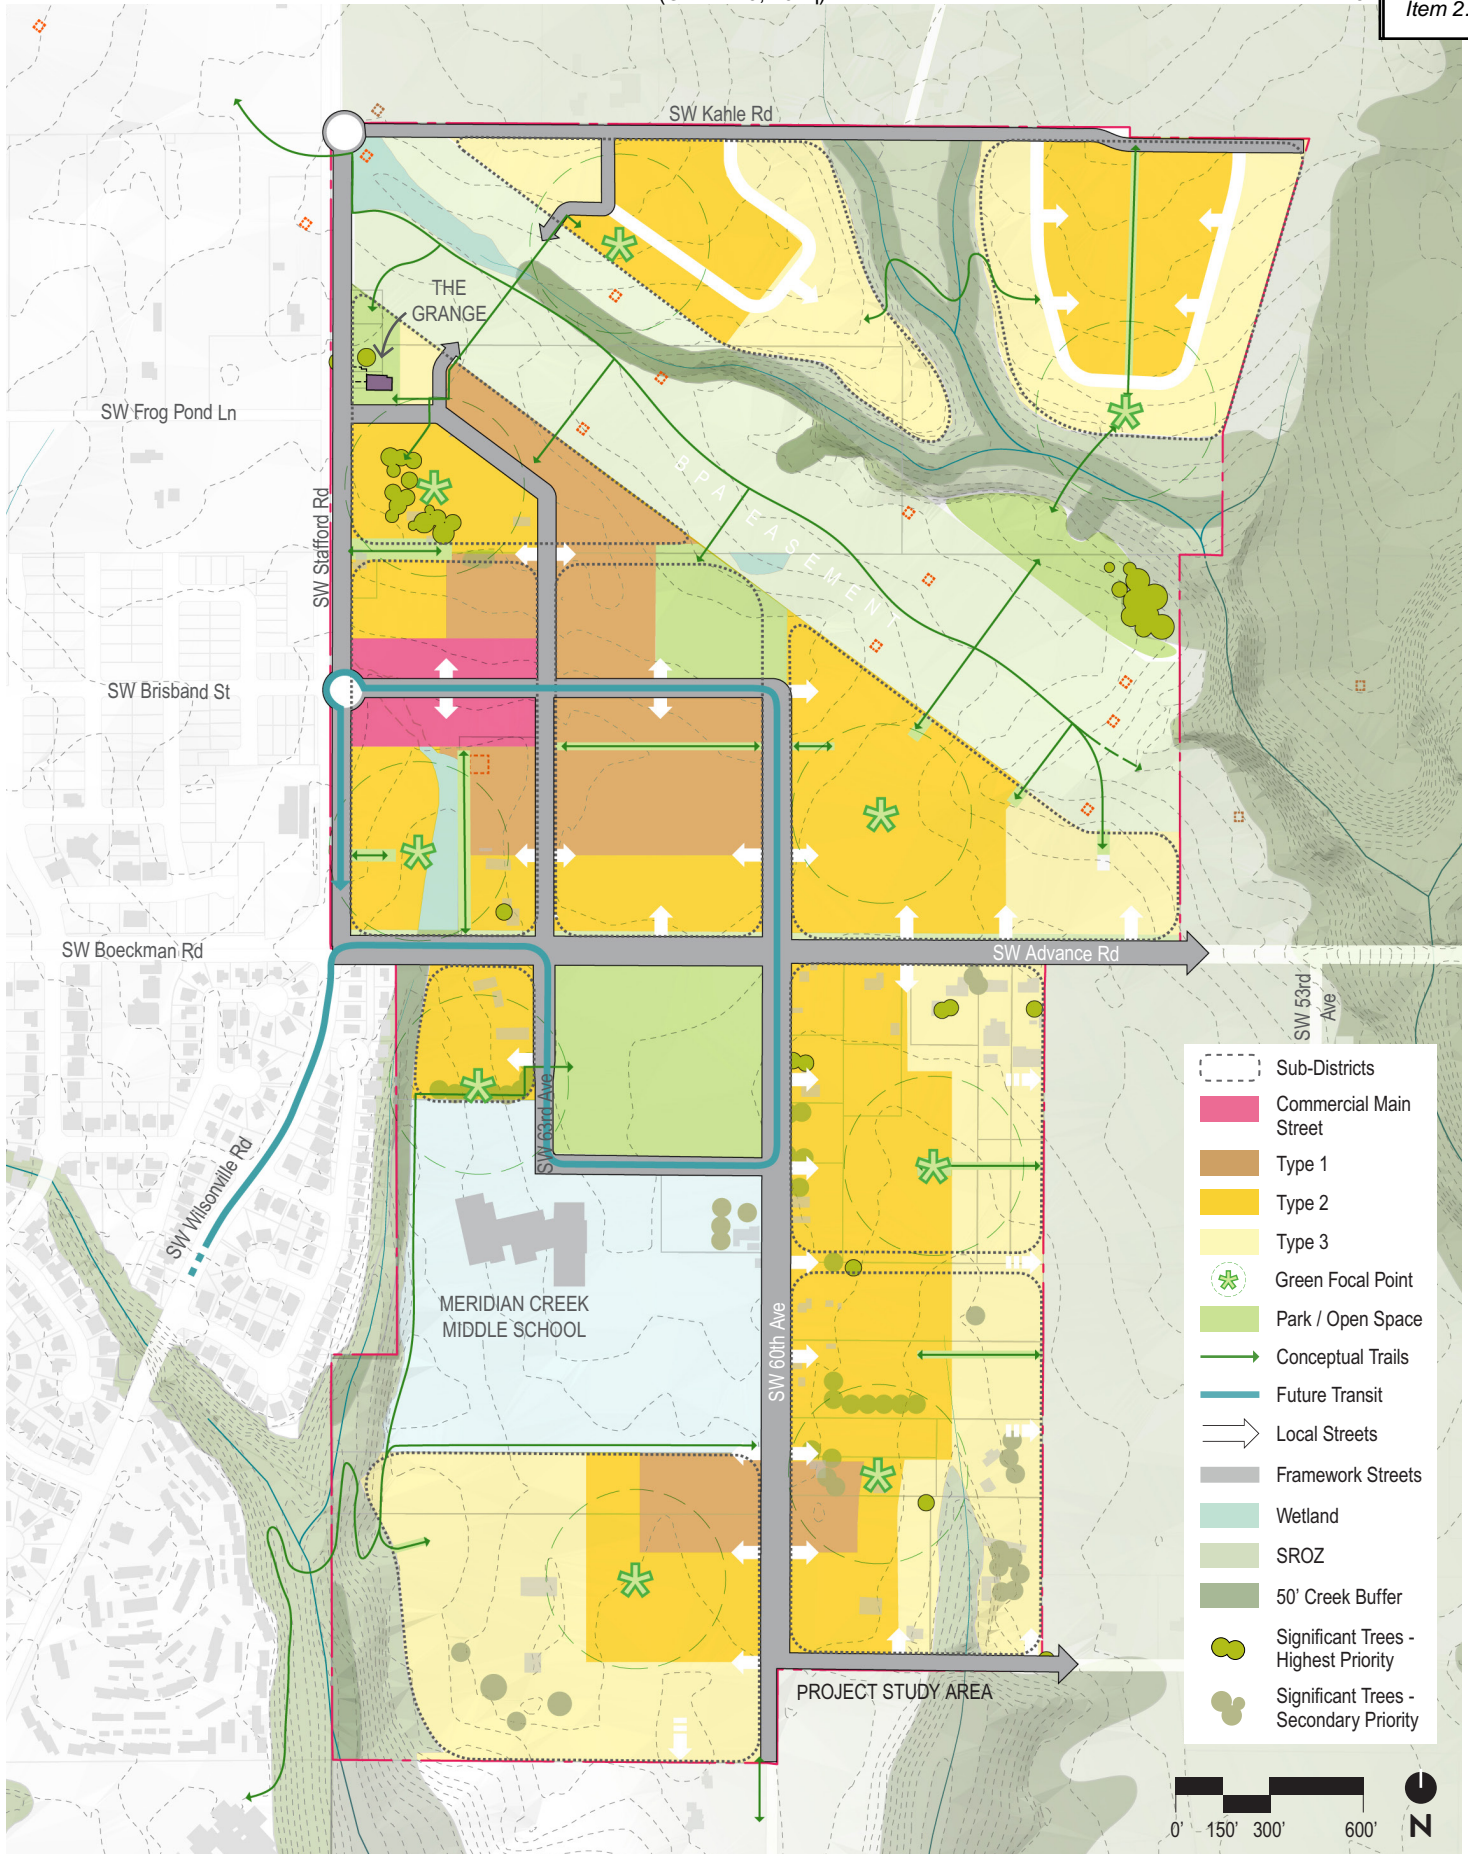 Item 2.
SW Kahle Rd
THE
GRANGE
SW Frog Pond Ln
SW Stafford Rd
BPA EASEMENT
SW Brisband St
SW Boeckman Rd
SW Advance Rd
SW 53rd
Ave
SW 63rd Ave
SW Wilsonville Rd
MERIDIAN CREEK
MIDDLE SCHOOL
SW 60th Ave
PROJECT STUDY AREA
Sub-Districts
Commercial Main
Street
Type 1
Type 2
Type 3
Green Focal Point
Park / Open Space
Conceptual Trails
Future Transit
Local Streets
Framework Streets
Wetland
SROZ
50' Creek Buffer
Significant Trees -
Highest Priority
Significant Trees -
Secondary Priority
0' 150' 300' 600'
N